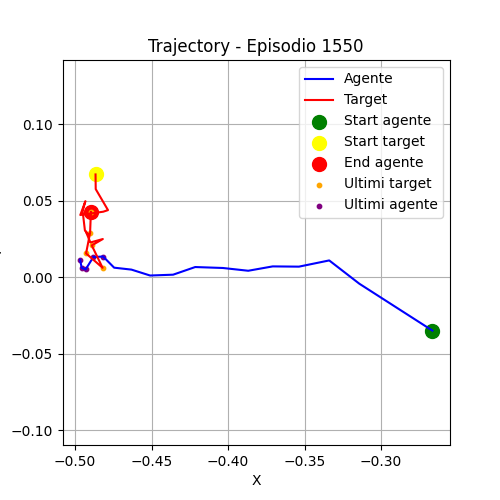 Trajectory - Episodio 1550
Agente
Target
Start agente
Start target
End agente
Ultimi target
Ultimi agente
0.10
0.05
0.00
−0.05
−0.10
−0.50
−0.45
−0.40
−0.35
−0.30
X